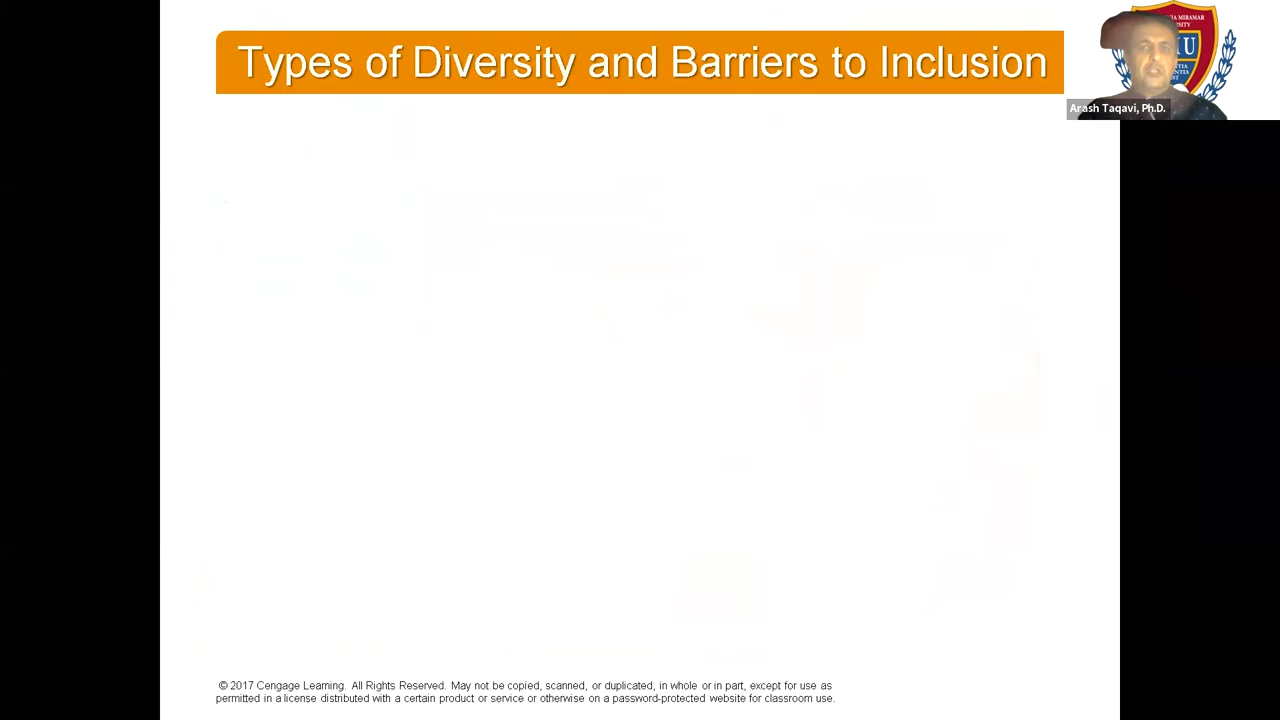 Types of Diversity and Barriers to Inclusion
MIRAMAR
Arash Taqavi, Ph.D.
© 2017 Cengage Learning. All Rights Reserved. May not be copied, scanned, or duplicated, in whole or in part, except for use as
permitted in a license distributed with a certain product or service or otherwise on a password-protected website for classroom use.